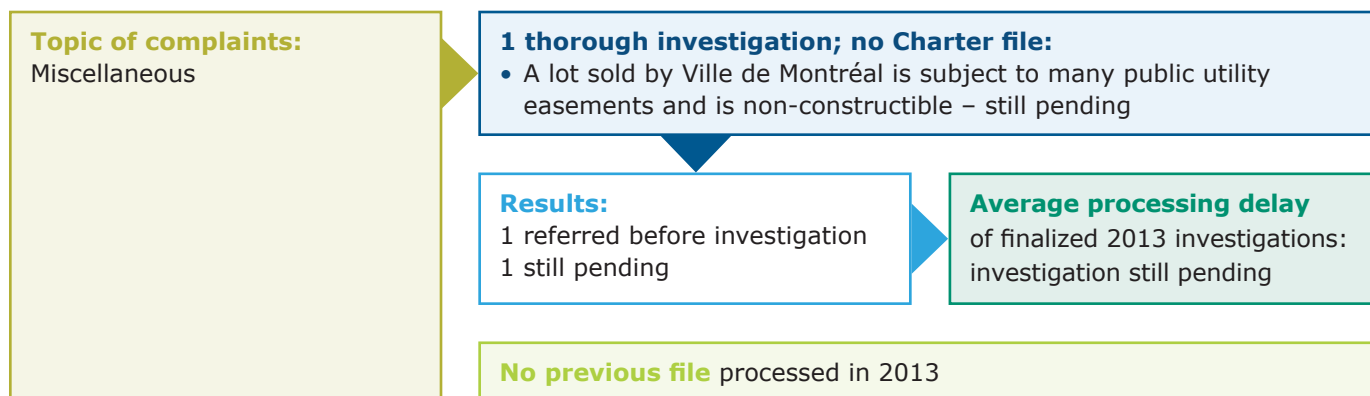 Topic of complaints:
Miscellaneous
1 thorough investigation; no Charter file:
• A lot sold by Ville de Montréal is subject to many public utility
easements and is non-constructible – still pending
Results:
1 referred before investigation
1 still pending
Average processing delay
of finalized 2013 investigations:
investigation still pending
No previous file processed in 2013